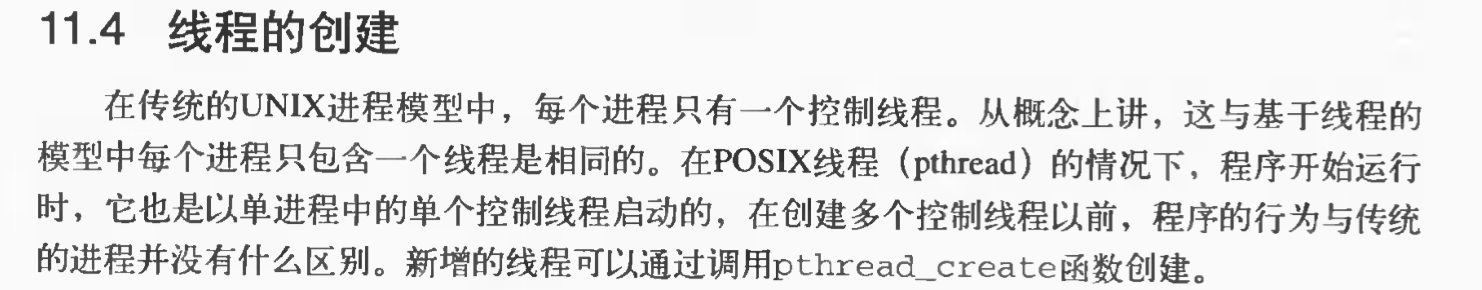 11.4 线程的创建
在传统的UNIX进程模型中，每个进程只有一个控制线程。从概念上讲，这与基于线程的
模型中每个进程只包含一个线程是相同的。在POSIX线程（pthread）的情况下，程序开始运行
时，它也是以单进程中的单个控制线程启动的，在创建多个控制线程以前，程序的行为与传统
的进程并没有什么区别。新增的线程可以通过调用pthread_create函数创建。